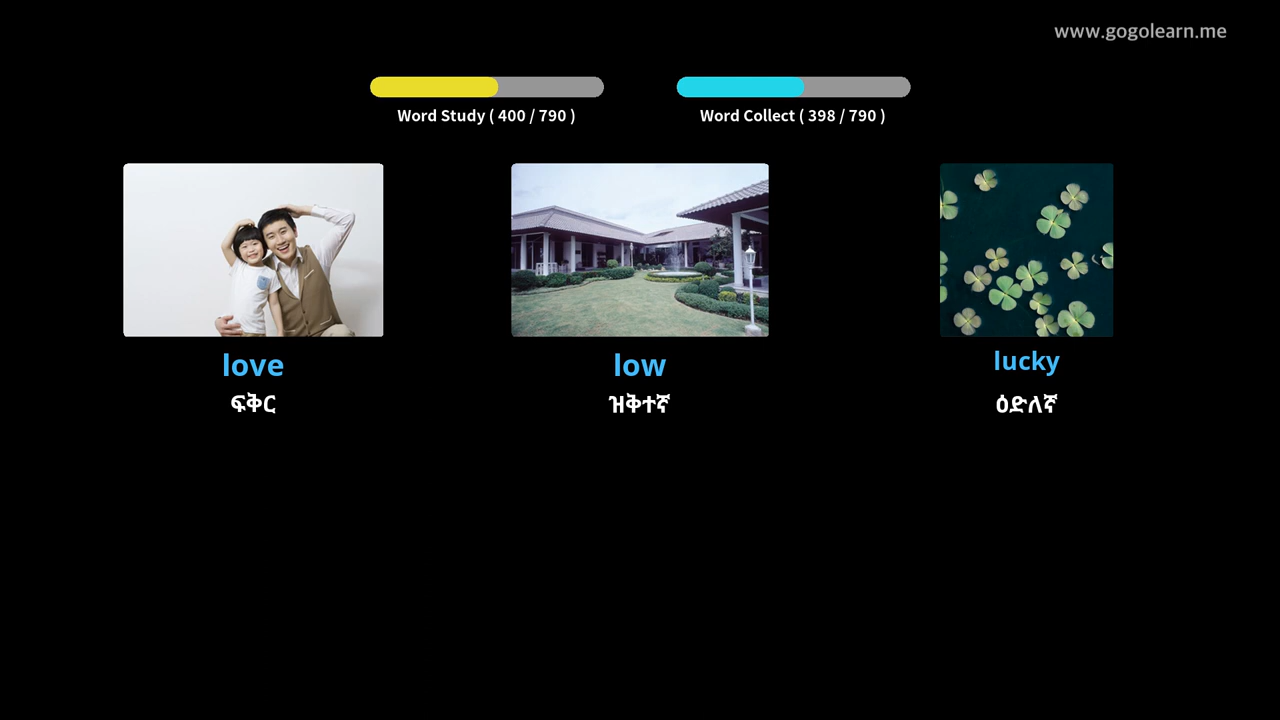 www.gogolearn.me
Word Study ( 400 / 790 )
Word Collect ( 398 / 790 )
love
low
lucky
ፍቅር
ዝቅተኛ
ዕድለኛ